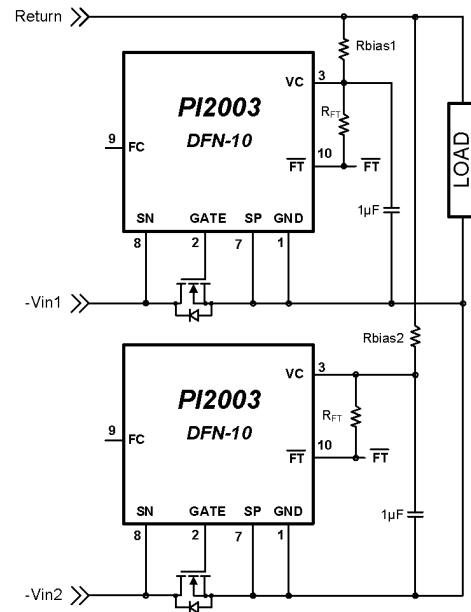 Return
Rbias1
VC 3
PI2003
DFN-10
RFT
9 FC
10
FT FT
LOAD
1µF
SN GATE SP GND
8 2 7 1
-Vin1
Rbias2
VC 3
PI2003
DFN-10
RFT
9 FC
10
FT FT
1µF
SN GATE SP GND
8 2 7 1
-Vin2